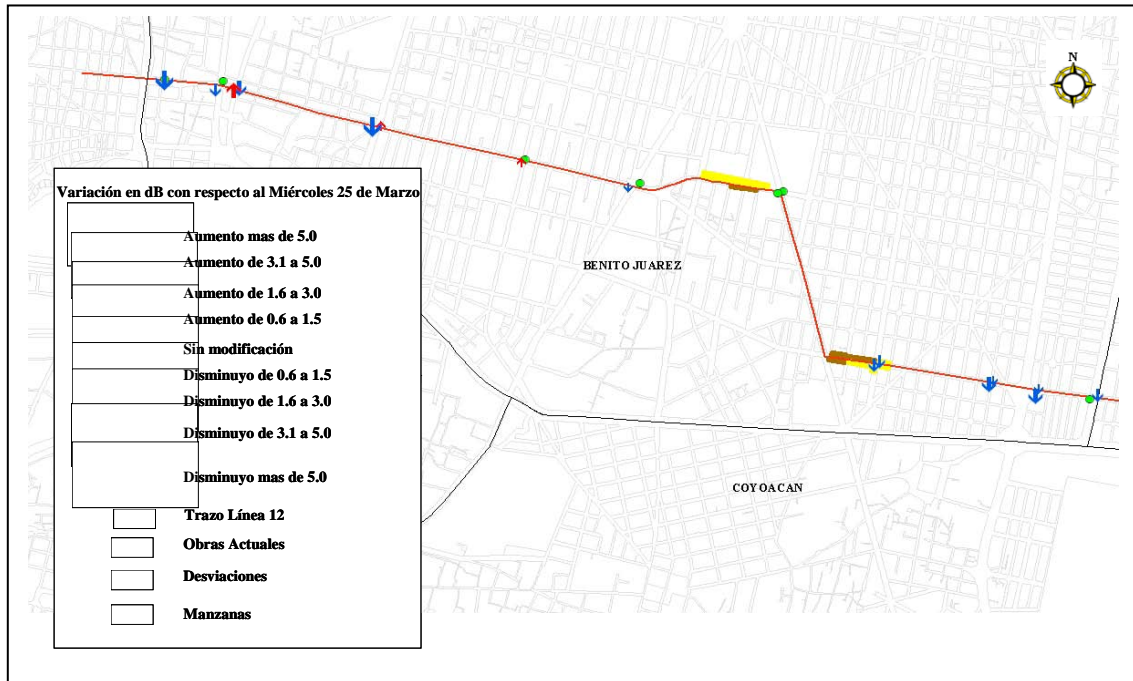 N
Variación en dB con respecto al Miércoles 25 de Marzo
Aumento mas de 5.0
Aumento de 3.1 a 5.0
Aumento de 1.6 a 3.0
Aumento de 0.6 a 1.5
Sin modificación
Disminuyo de 0.6 a 1.5
Disminuyo de 1.6 a 3.0
Disminuyo de 3.1 a 5.0
Disminuyo mas de 5.0
Trazo Línea 12
Obras Actuales
Desviaciones
Manzanas
BENITO JUAREZ
COYOACAN